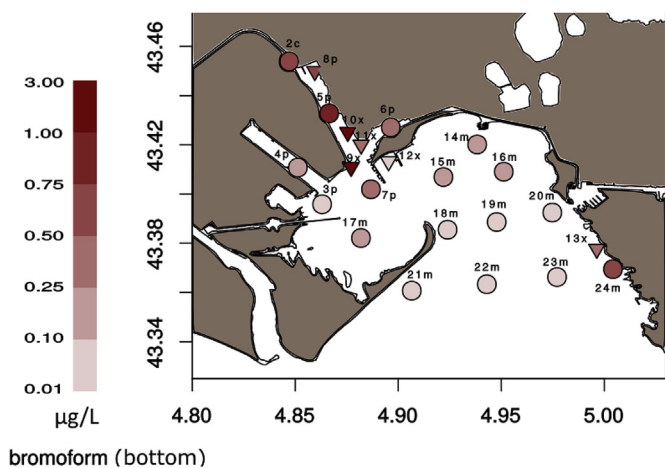 3.00
1.00
0.75
0.50
0.25
0.10
0.01
µg/L
bromoform (bottom)
43.46
43.42
43.38
43.34
4.80 4.85 4.90 4.95 5.00
2c
8p
5p
6p
10x
11x
14m
4p
9x
12x
15m
16m
3p
7p
20m
17m
18m
19m
13x
21m
22m
23m
24m